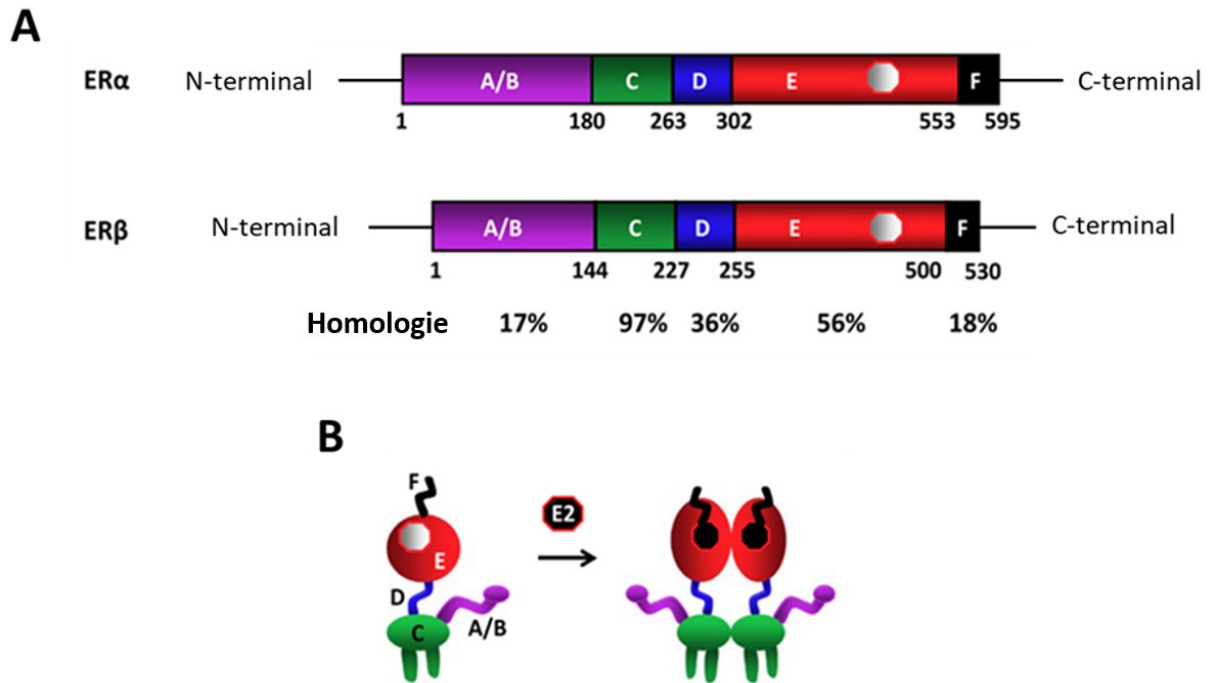 A
ERα N-terminal A/B C D E F C-terminal
1 180 263 302 553 595
ERβ N-terminal A/B C D E F C-terminal
1 144 227 255 500 530
Homologie 17% 97% 36% 56% 18%
B
F
E2
E
D
C A/B